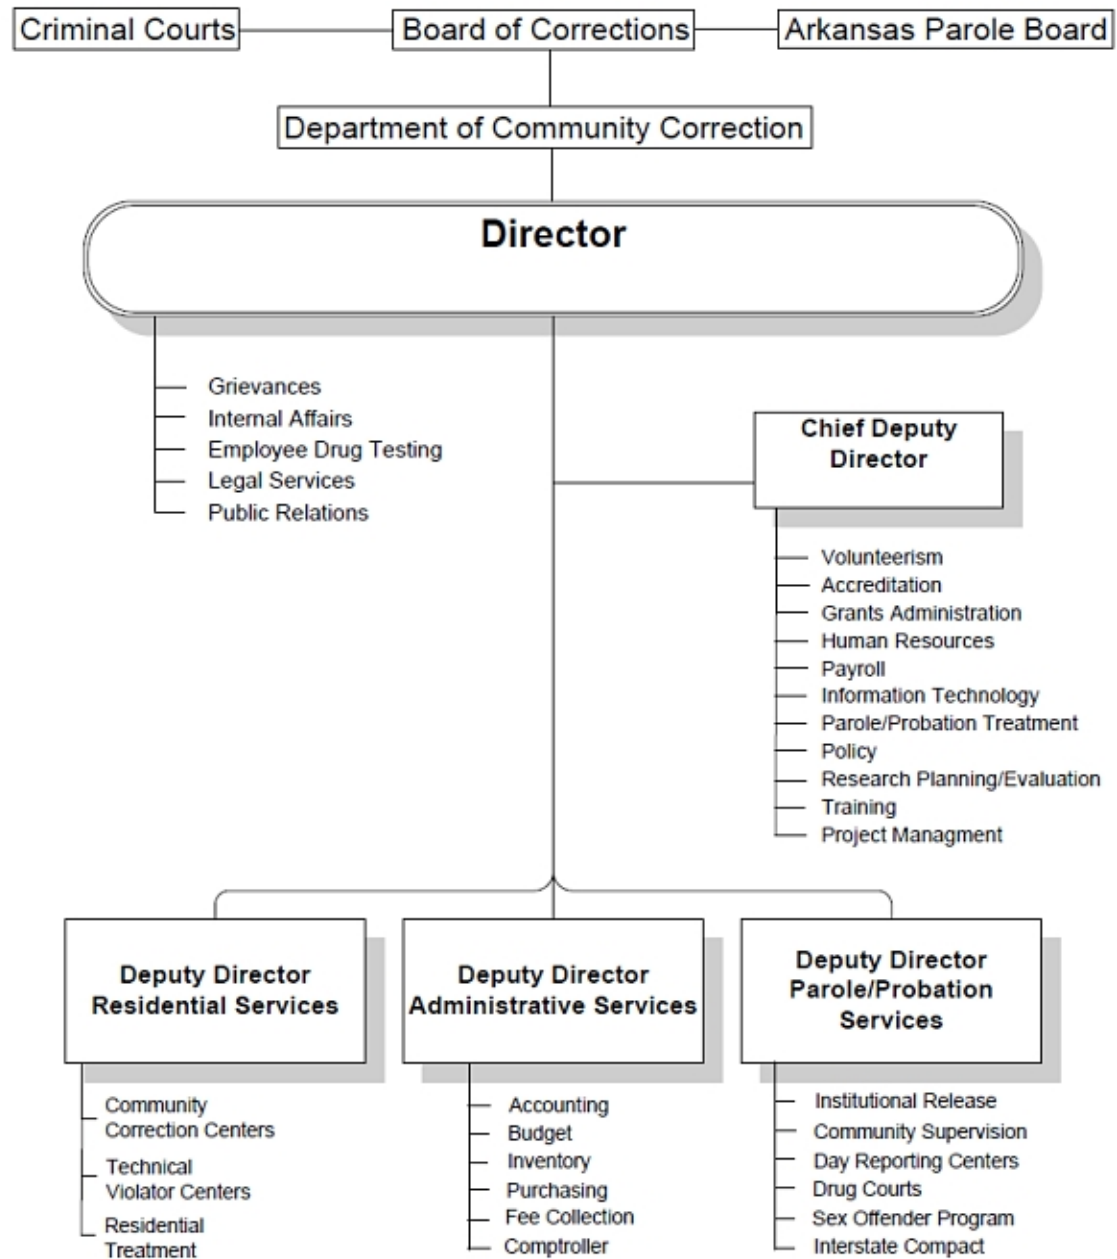 Criminal Courts
Board of Corrections
Arkansas Parole Board
Department of Community Correction
Director
Grievances
Internal Affairs
Employee Drug Testing
Legal Services
Public Relations
Chief Deputy
Director
Volunteerism
Accreditation
Grants Administration
Human Resources
Payroll
Information Technology
Parole/Probation Treatment
Policy
Research Planning/Evaluation
Training
Project Managment
Deputy Director
Residential Services
Community
Correction Centers
Technical
Violator Centers
Residential
Treatment
Deputy Director
Administrative Services
Accounting
Budget
Inventory
Purchasing
Fee Collection
Comptroller
Deputy Director
Parole/Probation
Services
Institutional Release
Community Supervision
Day Reporting Centers
Drug Courts
Sex Offender Program
Interstate Compact